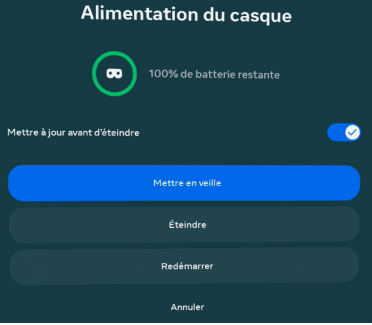 Alimentation du casque
100% de batterie restante
Mettre à jour avant d'éteindre
Mettre en veille
Éteindre
Redémarrer
Annuler